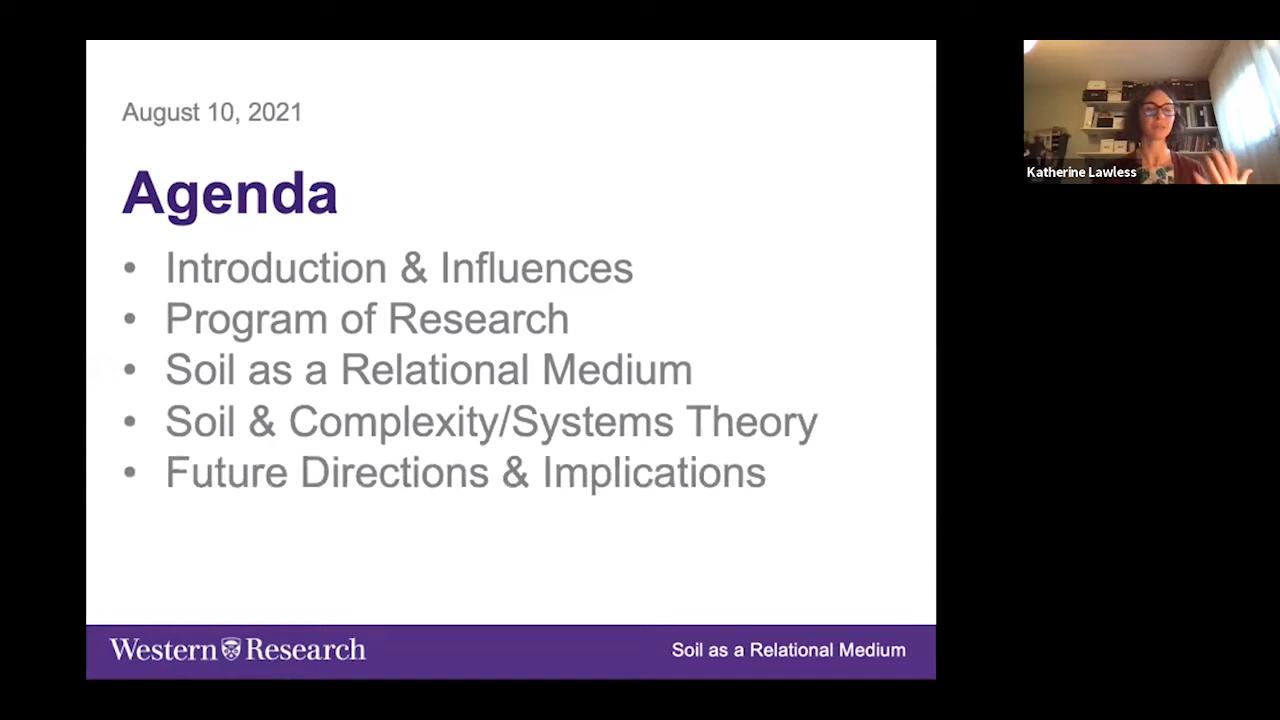 August 10, 2021
Agenda
• Introduction & Influences
• Program of Research
• Soil as a Relational Medium
• Soil & Complexity/Systems Theory
• Future Directions & Implications
Western Research
Soil as a Relational Medium
Katherine Lawless